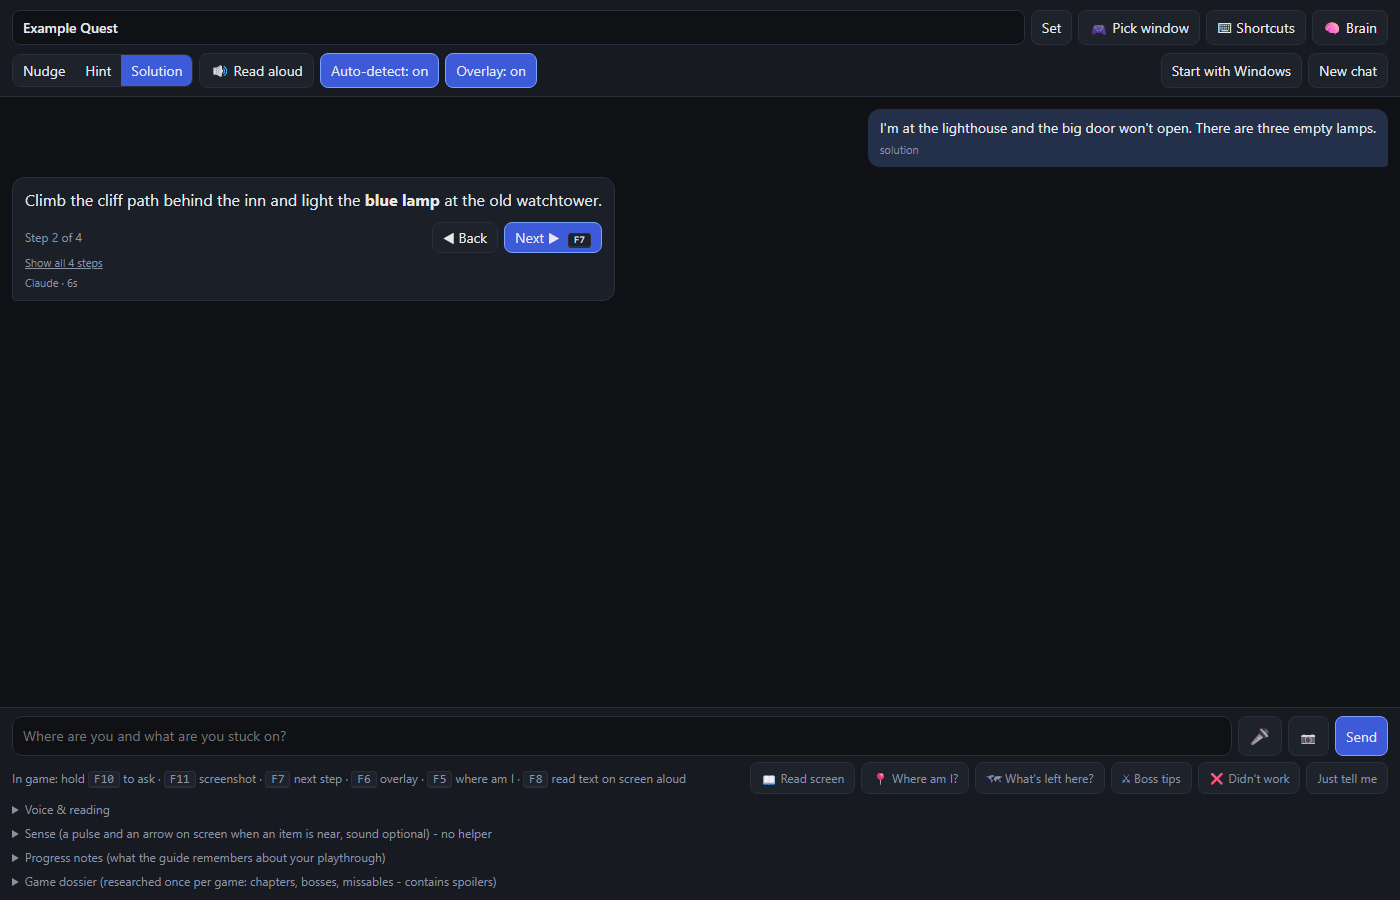 Example Quest
Set
Pick window
Shortcuts
Brain
Nudge
Hint
Solution
Read aloud
Auto-detect: on
Overlay: on
Start with Windows
New chat
I'm at the lighthouse and the big door won't open. There are three empty lamps.
solution
Climb the cliff path behind the inn and light the blue lamp at the old watchtower.
Step 2 of 4
◀ Back
Next ▶ F7
Show all 4 steps
Claude · 6s
Where are you and what are you stuck on?
Send
In game: hold F10 to ask · F11 screenshot · F7 next step · F6 overlay · F5 where am I · F8 read text on screen aloud
Read screen
Where am I?
What's left here?
Boss tips
Didn't work
Just tell me
▶ Voice & reading
▶ Sense (a pulse and an arrow on screen when an item is near, sound optional) - no helper
▶ Progress notes (what the guide remembers about your playthrough)
▶ Game dossier (researched once per game: chapters, bosses, missables - contains spoilers)